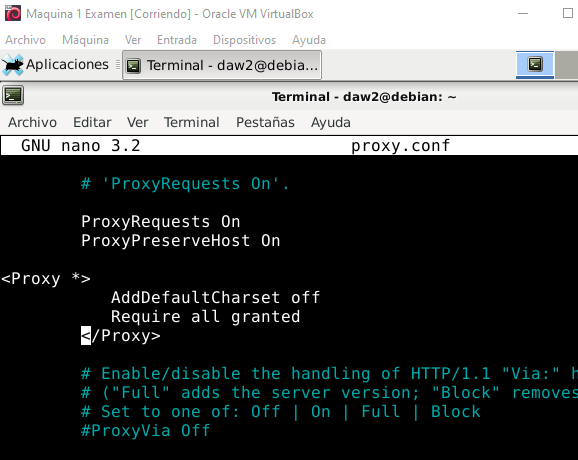 Maquina 1 Examen [Corriendo] - Oracle VM VirtualBox
Archivo Máquina Ver Entrada Dispositivos Ayuda
Aplicaciones Terminal - daw2@debia...
Terminal - daw2@debian: ~
Archivo Editar Ver Terminal Pestañas Ayuda
GNU nano 3.2 proxy.conf
# 'ProxyRequests On'.
ProxyRequests On
ProxyPreserveHost On
<Proxy *>
AddDefaultCharset off
Require all granted
</Proxy>
# Enable/disable the handling of HTTP/1.1 "Via:" h
# ("Full" adds the server version; "Block" removes
# Set to one of: Off | On | Full | Block
#ProxyVia Off